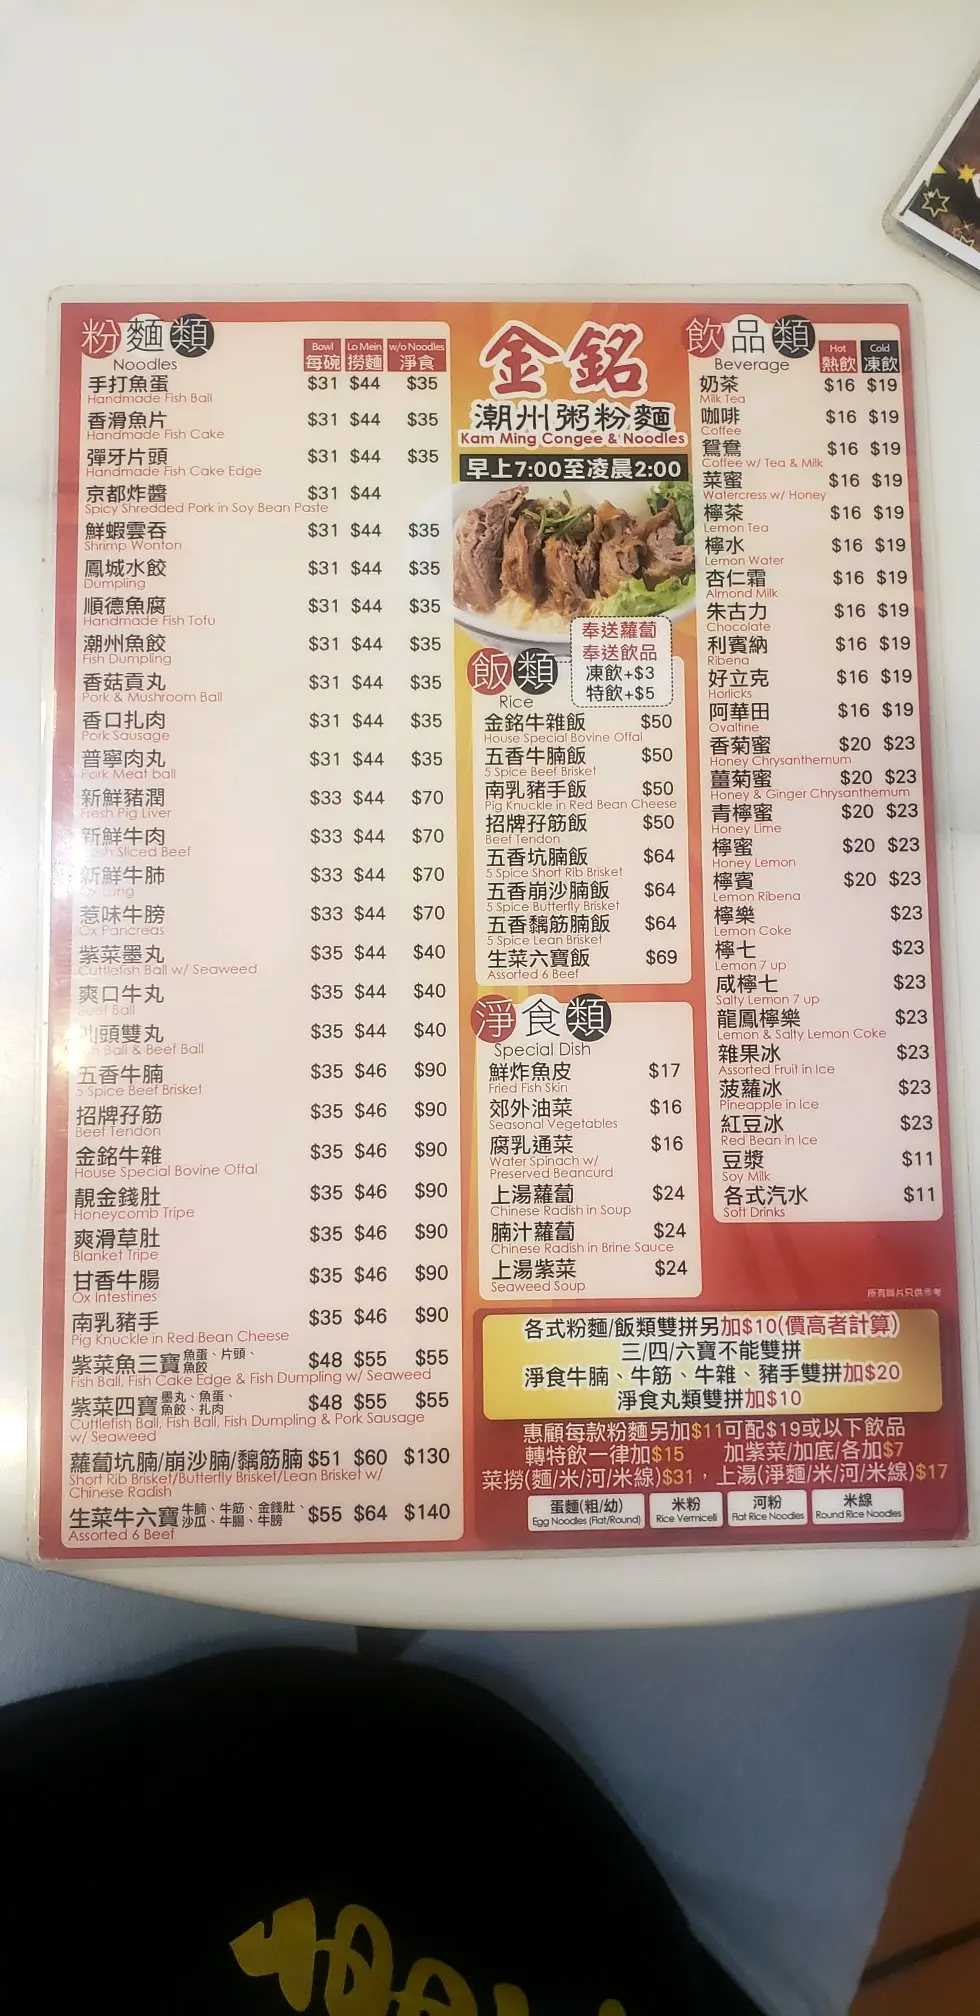 粉麵類
Noodles
Bowl 每碗 Lo Mein 撈麵 w/o Noodles 淨食
手打魚蛋 $31 $44 $35
Handmade Fish Ball
香滑魚片 $31 $44 $35
Handmade Fish Cake
彈牙片頭 $31 $44 $35
Handmade Fish Cake Edge
京都炸醬 $31 $44
Spicy Shredded Pork in Soy Bean Paste
鮮蝦雲吞 $31 $44 $35
Shrimp Wonton
鳳城水餃 $31 $44 $35
Dumpling
順德魚腐 $31 $44 $35
Handmade Fish Tofu
潮州魚餃 $31 $44 $35
Fish Dumpling
香菇貢丸 $31 $44 $35
Pork & Mushroom Ball
香口扎肉 $31 $44 $35
Pork Sausage
普寧肉丸 $31 $44 $35
Pork Meat ball
新鮮豬潤 $33 $44 $70
Fresh Pig Liver
新鮮牛肉 $33 $44 $70
Fresh Sliced Beef
新鮮牛肺 $33 $44 $70
Lung
惹味牛膀 $33 $44 $70
Ox Pancreas
紫菜墨丸 $35 $44 $40
Cuttlefish Ball w/ Seaweed
爽口牛丸 $35 $44 $40
Beef Ball
汕頭雙丸 $35 $44 $40
Fish Ball & Beef Ball
五香牛腩 $35 $46 $90
5 Spice Beef Brisket
招牌孖筋 $35 $46 $90
Beef Tendon
金銘牛雜 $35 $46 $90
House Special Bovine Offal
靚金錢肚 $35 $46 $90
Honeycomb Tripe
爽滑草肚 $35 $46 $90
Blanket Tripe
甘香牛腸 $35 $46 $90
Ox Intestines
南乳豬手 $35 $46 $90
Pig Knuckle in Red Bean Cheese
紫菜魚三寶 魚蛋、片頭、魚餃 $48 $55 $55
Fish Ball, Fish Cake Edge & Fish Dumpling w/ Seaweed
紫菜四寶 墨丸、魚蛋、魚餃、扎肉 $48 $55 $55
Cuttlefish Ball, Fish Ball, Fish Dumpling & Pork Sausage
w/ Seaweed
蘿蔔坑腩/崩沙腩/鷯筋腩 $51 $60 $130
Short Rib Brisket/Butterfly Brisket/Lean Brisket w/
Chinese Radish
生菜牛六寶 牛腩、牛筋、金錢肚、沙瓜、牛腸、牛膀 $55 $64 $140
Assorted 6 Beef
金銘
潮州粥粉麵
Kam Ming Congee & Noodles
早上7:00至凌晨2:00
奉送蘿蔔
奉送飲品
凍飲+$3
特飲+$5
飯類
Rice
金銘牛雜飯 $50
House Special Bovine Offal
五香牛腩飯 $50
5 Spice Beef Brisket
南乳豬手飯 $50
Pig Knuckle in Red Bean Cheese
招牌孖筋飯 $50
Beef Tendon
五香坑腩飯 $64
5 Spice Short Rib Brisket
五香崩沙腩飯 $64
5 Spice Butterfly Brisket
五香鷯筋腩飯 $64
5 Spice Lean Brisket
生菜六寶飯 $69
Assorted 6 Beef
淨食類
Special Dish
鮮炸魚皮 $17
Fried Fish Skin
郊外油菜 $16
Seasonal Vegetables
腐乳通菜 $16
Water Spinach w/
Preserved Beancurd
上湯蘿蔔 $24
Chinese Radish in Soup
腩汁蘿蔔 $24
Chinese Radish in Brine Sauce
上湯紫菜 $24
Seaweed Soup
飲品類
Beverage
Hot 熱飲 Cold 凍飲
奶茶 $16 $19
Milk Tea
咖啡 $16 $19
Coffee
鴛鴦 $16 $19
Coffee w/ Tea & Milk
菜蜜 $16 $19
Watercress w/ Honey
檸茶 $16 $19
Lemon Tea
檸水 $16 $19
Lemon Water
杏仁霜 $16 $19
Almond Milk
朱古力 $16 $19
Chocolate
利賓納 $16 $19
Ribena
好立克 $16 $19
Horlicks
阿華田 $16 $19
Ovaltine
香菊蜜 $20 $23
Honey Chrysanthemum
薑菊蜜 $20 $23
Honey & Ginger Chrysanthemum
青檸蜜 $20 $23
Honey Lime
檸蜜 $20 $23
Honey Lemon
檸賓 $20 $23
Lemon Ribena
檸樂 $23
Lemon Coke
檸七 $23
Lemon 7 up
咸檸七 $23
Salty Lemon 7 up
龍鳳檸樂 $23
Lemon & Salty Lemon Coke
雜果冰 $23
Assorted Fruit in Ice
菠蘿冰 $23
Pineapple in Ice
紅豆冰 $23
Red Bean in Ice
豆漿 $11
Soy Milk
各式汽水 $11
Soft Drinks
所有圖片只供參考
各式粉麵/飯類雙拼另加$10(價高者計算)
三/四/六寶不能雙拼
淨食牛腩、牛筋、牛雜、豬手雙拼加$20
淨食丸類雙拼加$10
惠顧每款粉麵另加$11可配$19或以下飲品
轉特飲一律加$15 加紫菜/加底/各加$7
菜撈(麵/米/河/米線)$31，上湯(淨麵/米/河/米線)$17
蛋麵(粗/幼) 米粉 河粉 米線
Egg Noodles (Flat/Round) Rice Vermicelli Flat Rice Noodles Round Rice Noodles